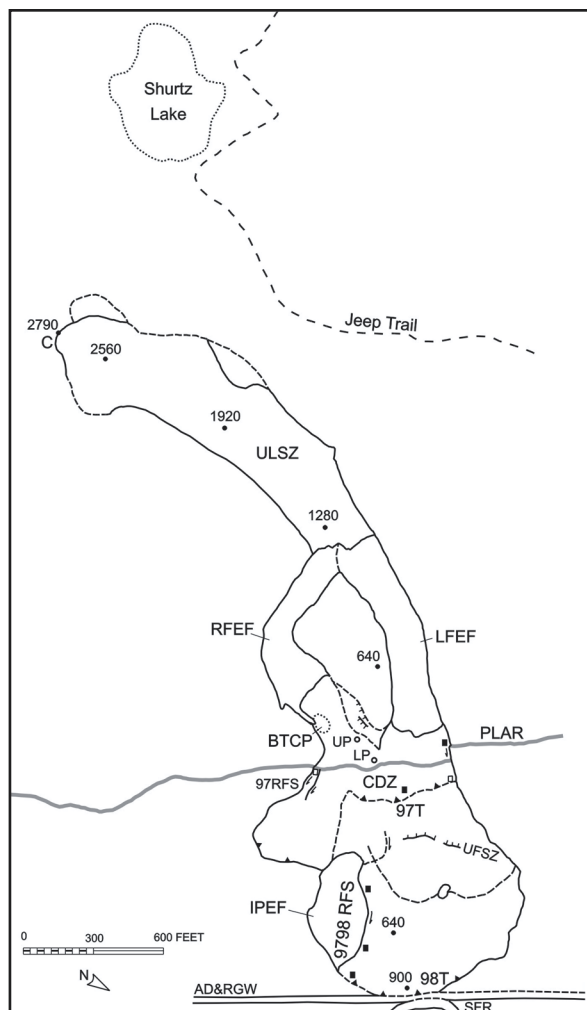 Shurtz
Lake
2790
C
2560
Jeep Trail
1920
ULSZ
1280
RFEF
LFEF
640
BTCP
UP
PLAR
LP
97RFS
CDZ
97T
UFSZ
IPEF
9798 RFS
640
0 300 600 FEET
N
900
98T
AD&RGW
SFR